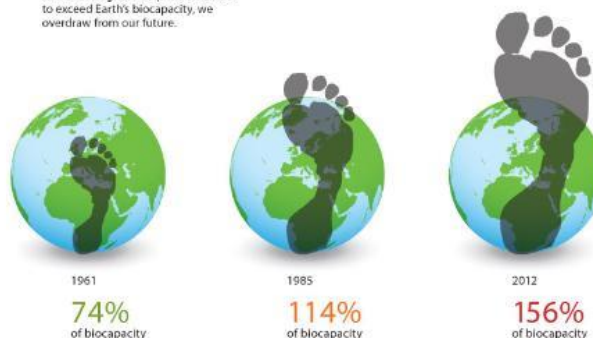 to exceed Earth's biocapacity, we
overdraw from our future.
1961
1985
2012
74%
114%
156%
of biocapacity
of biocapacity
of biocapacity